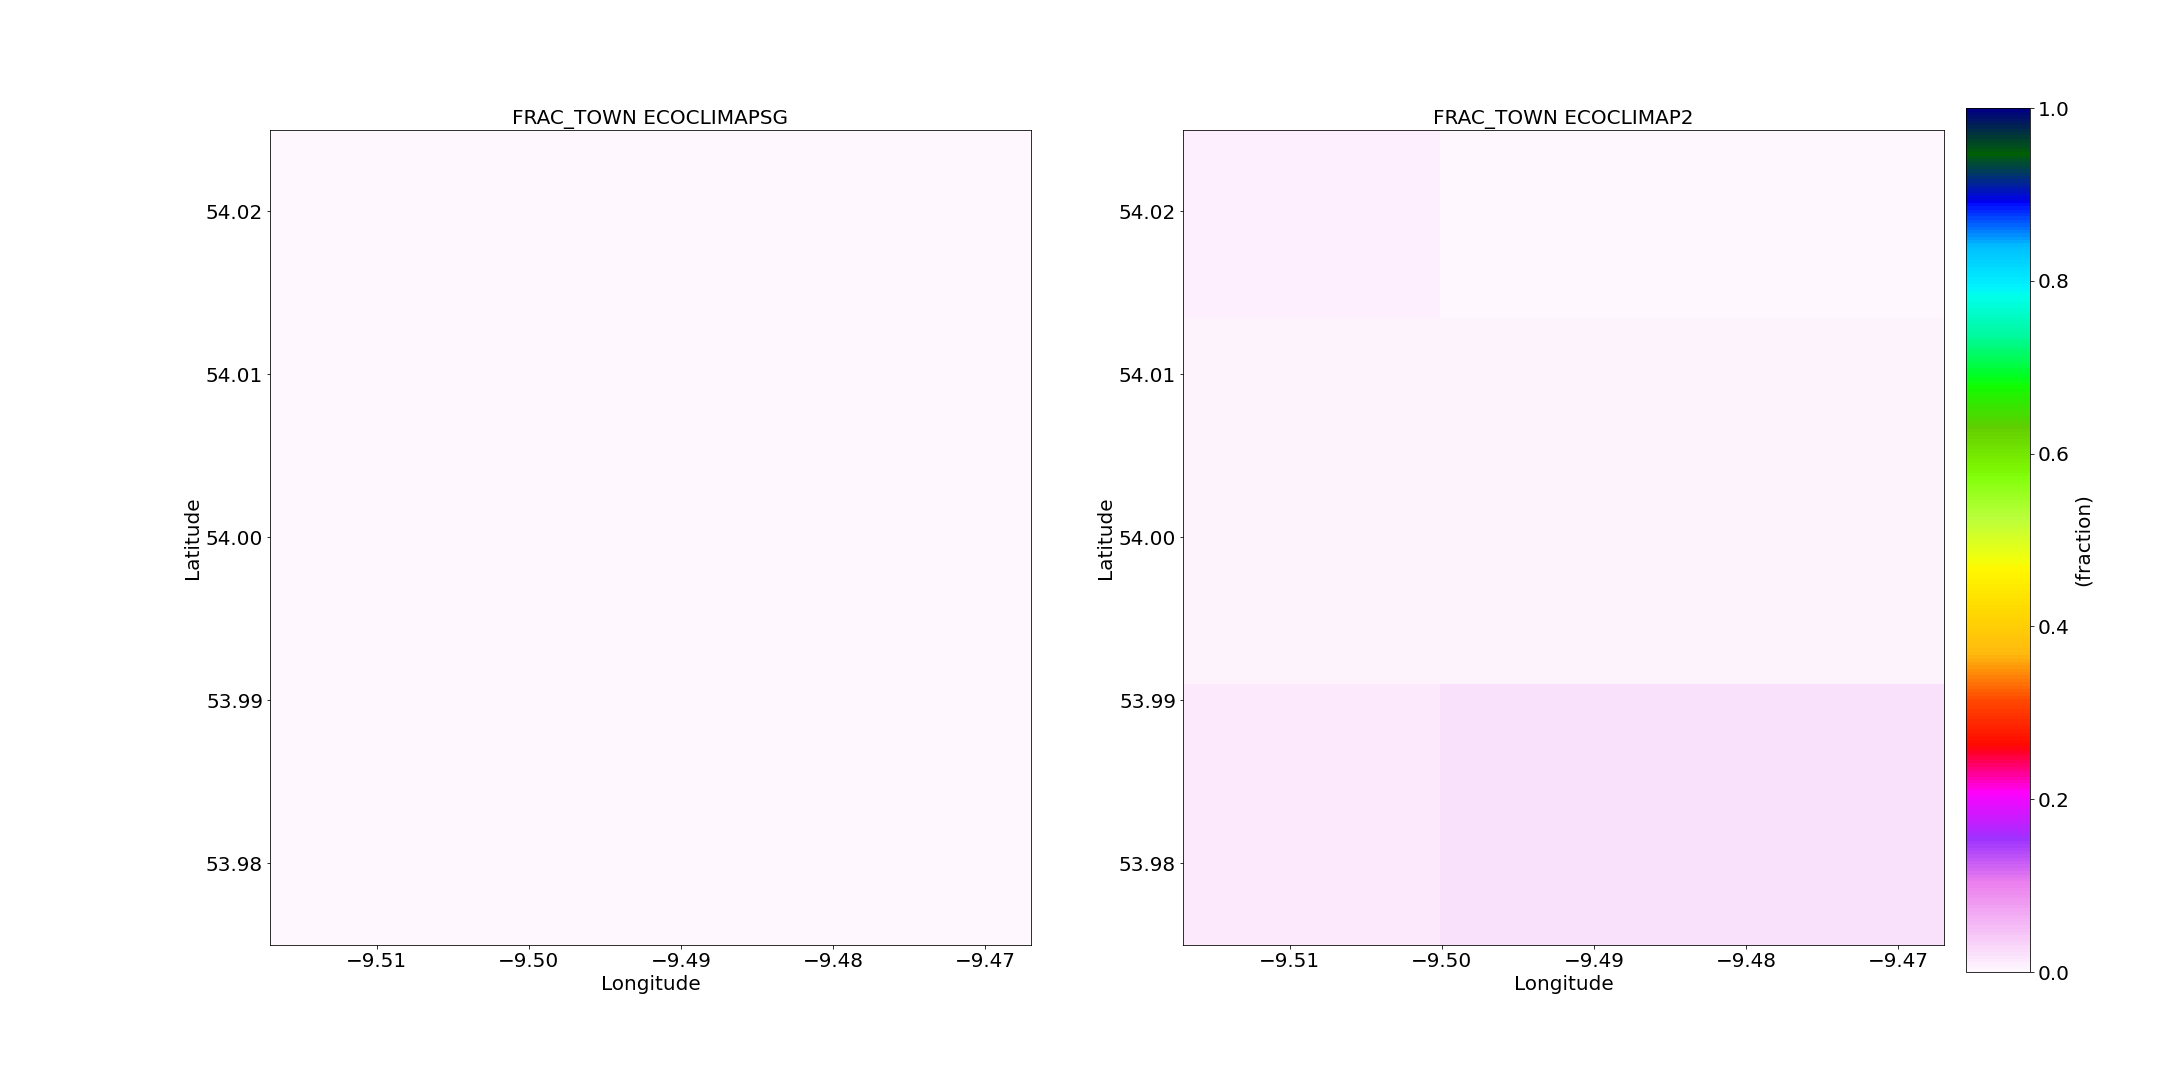 FRAC_TOWN ECOCLIMAPSG
54.02
54.01
54.00
53.99
53.98
Latitude
−9.51 −9.50 −9.49 −9.48 −9.47
Longitude
FRAC_TOWN ECOCLIMAP2
54.02
54.01
54.00
53.99
53.98
Latitude
−9.51 −9.50 −9.49 −9.48 −9.47
Longitude
1.0
0.8
0.6
0.4
0.2
0.0
(fraction)